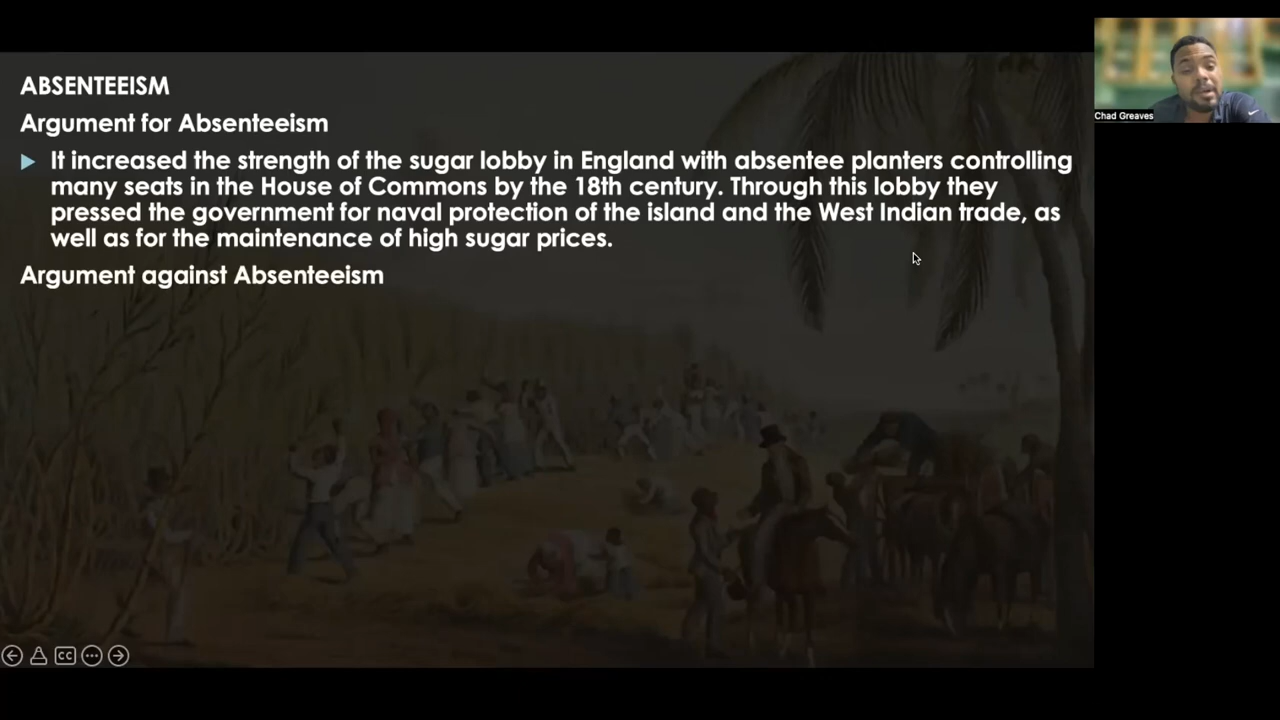 ABSENTEEISM
Chad Greaves
Argument for Absenteeism
It increased the strength of the sugar lobby in England with absentee planters controlling
many seats in the House of Commons by the 18th century. Through this lobby they
pressed the government for naval protection of the island and the West Indian trade, as
well as for the maintenance of high sugar prices.
Argument against Absenteeism
CC